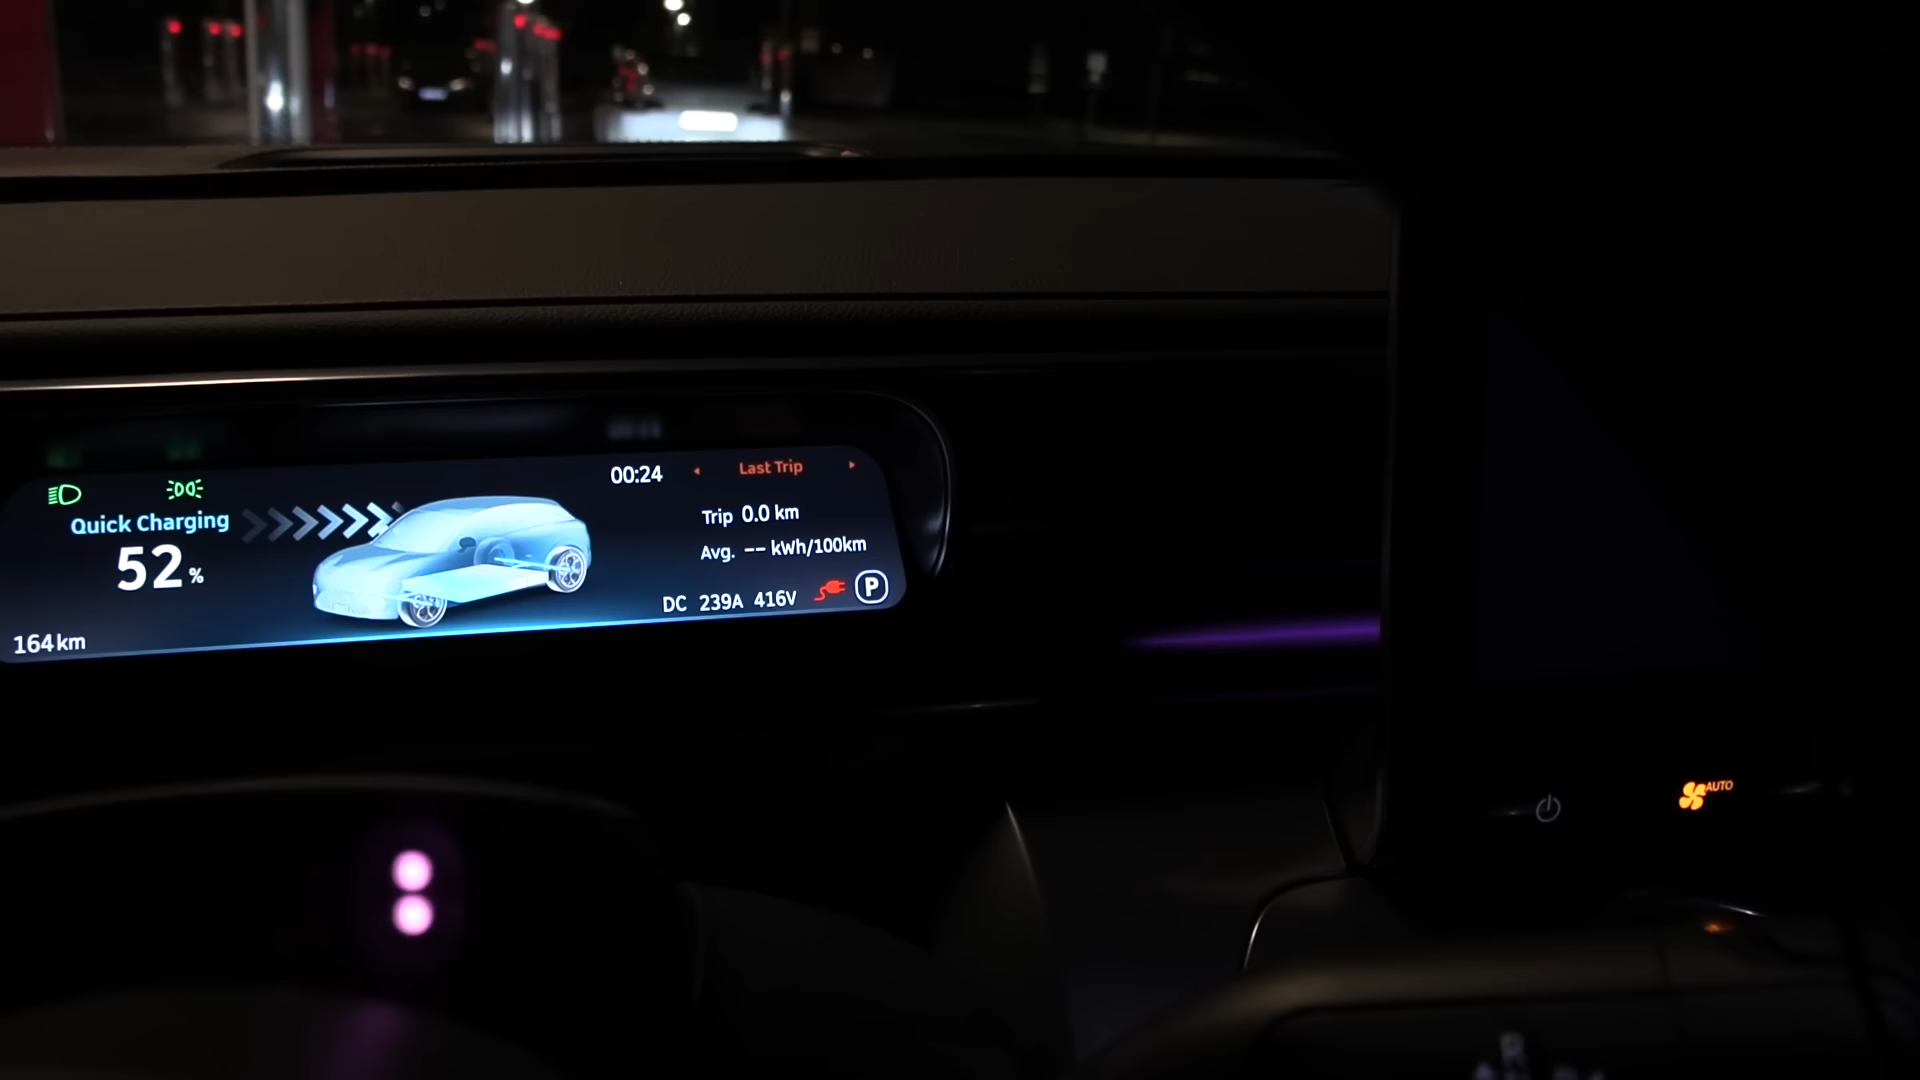 00:24
Last Trip
Quick Charging
52%
Trip 0.0 km
Avg. -- kWh/100km
DC 239A 416V
P
164km
AUTO
R